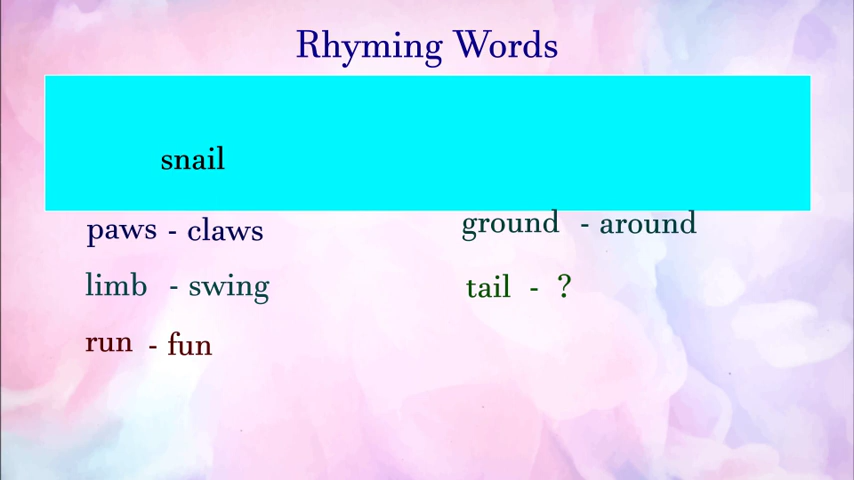 Rhyming Words
snail
paws - claws
ground - around
limb - swing
tail - ?
run - fun